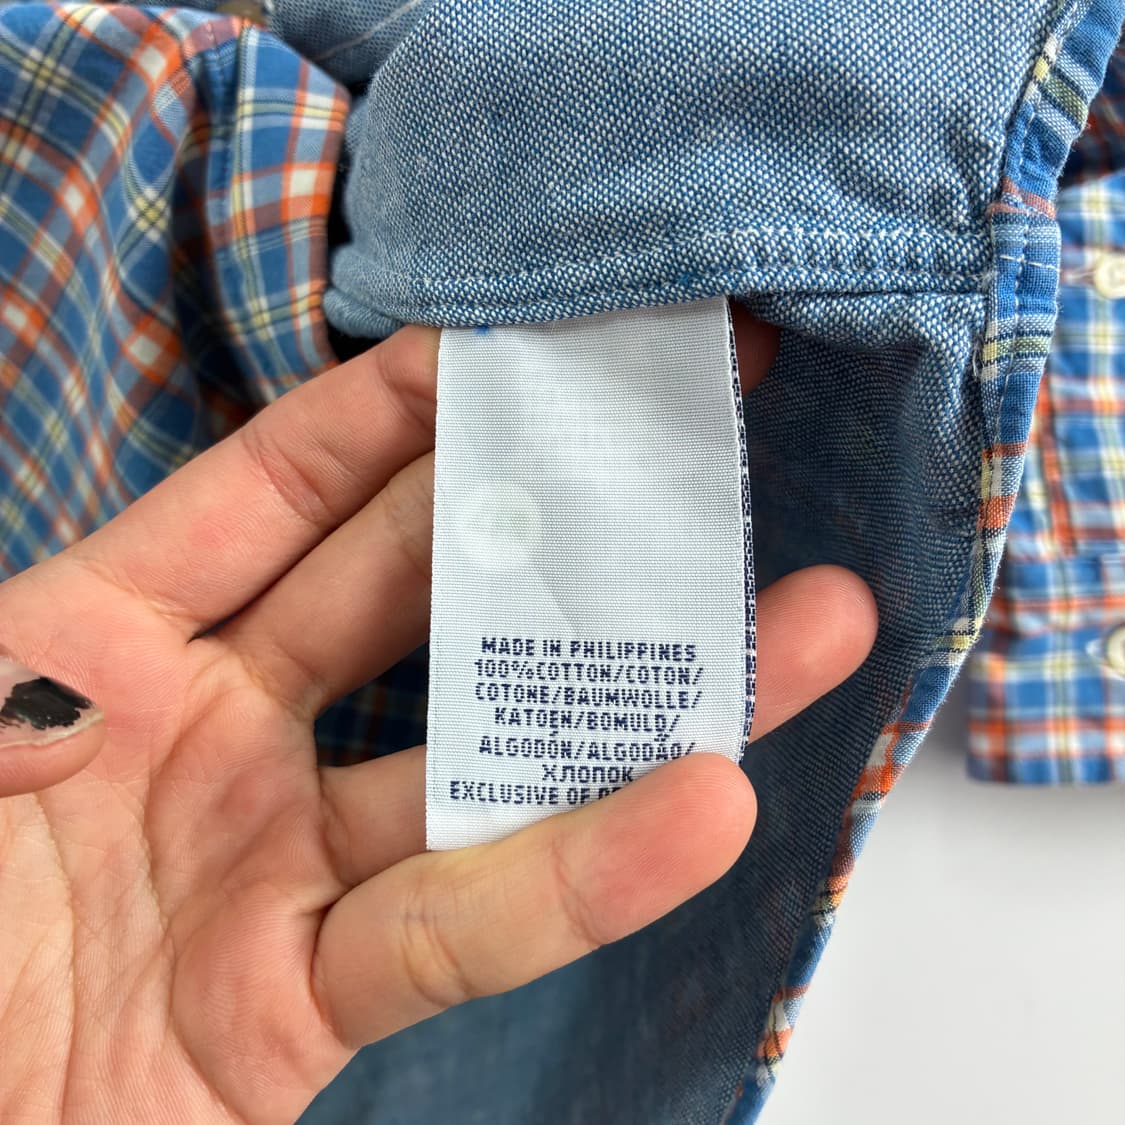 MADE IN PHILIPPINES
100%COTTON/COTON/
COTONE/BAUMWOLLE/
KATOEN/BOMULD/
ALGODÓN/ALGODÃO/
ХЛОПОК
EXCLUSIVE OF